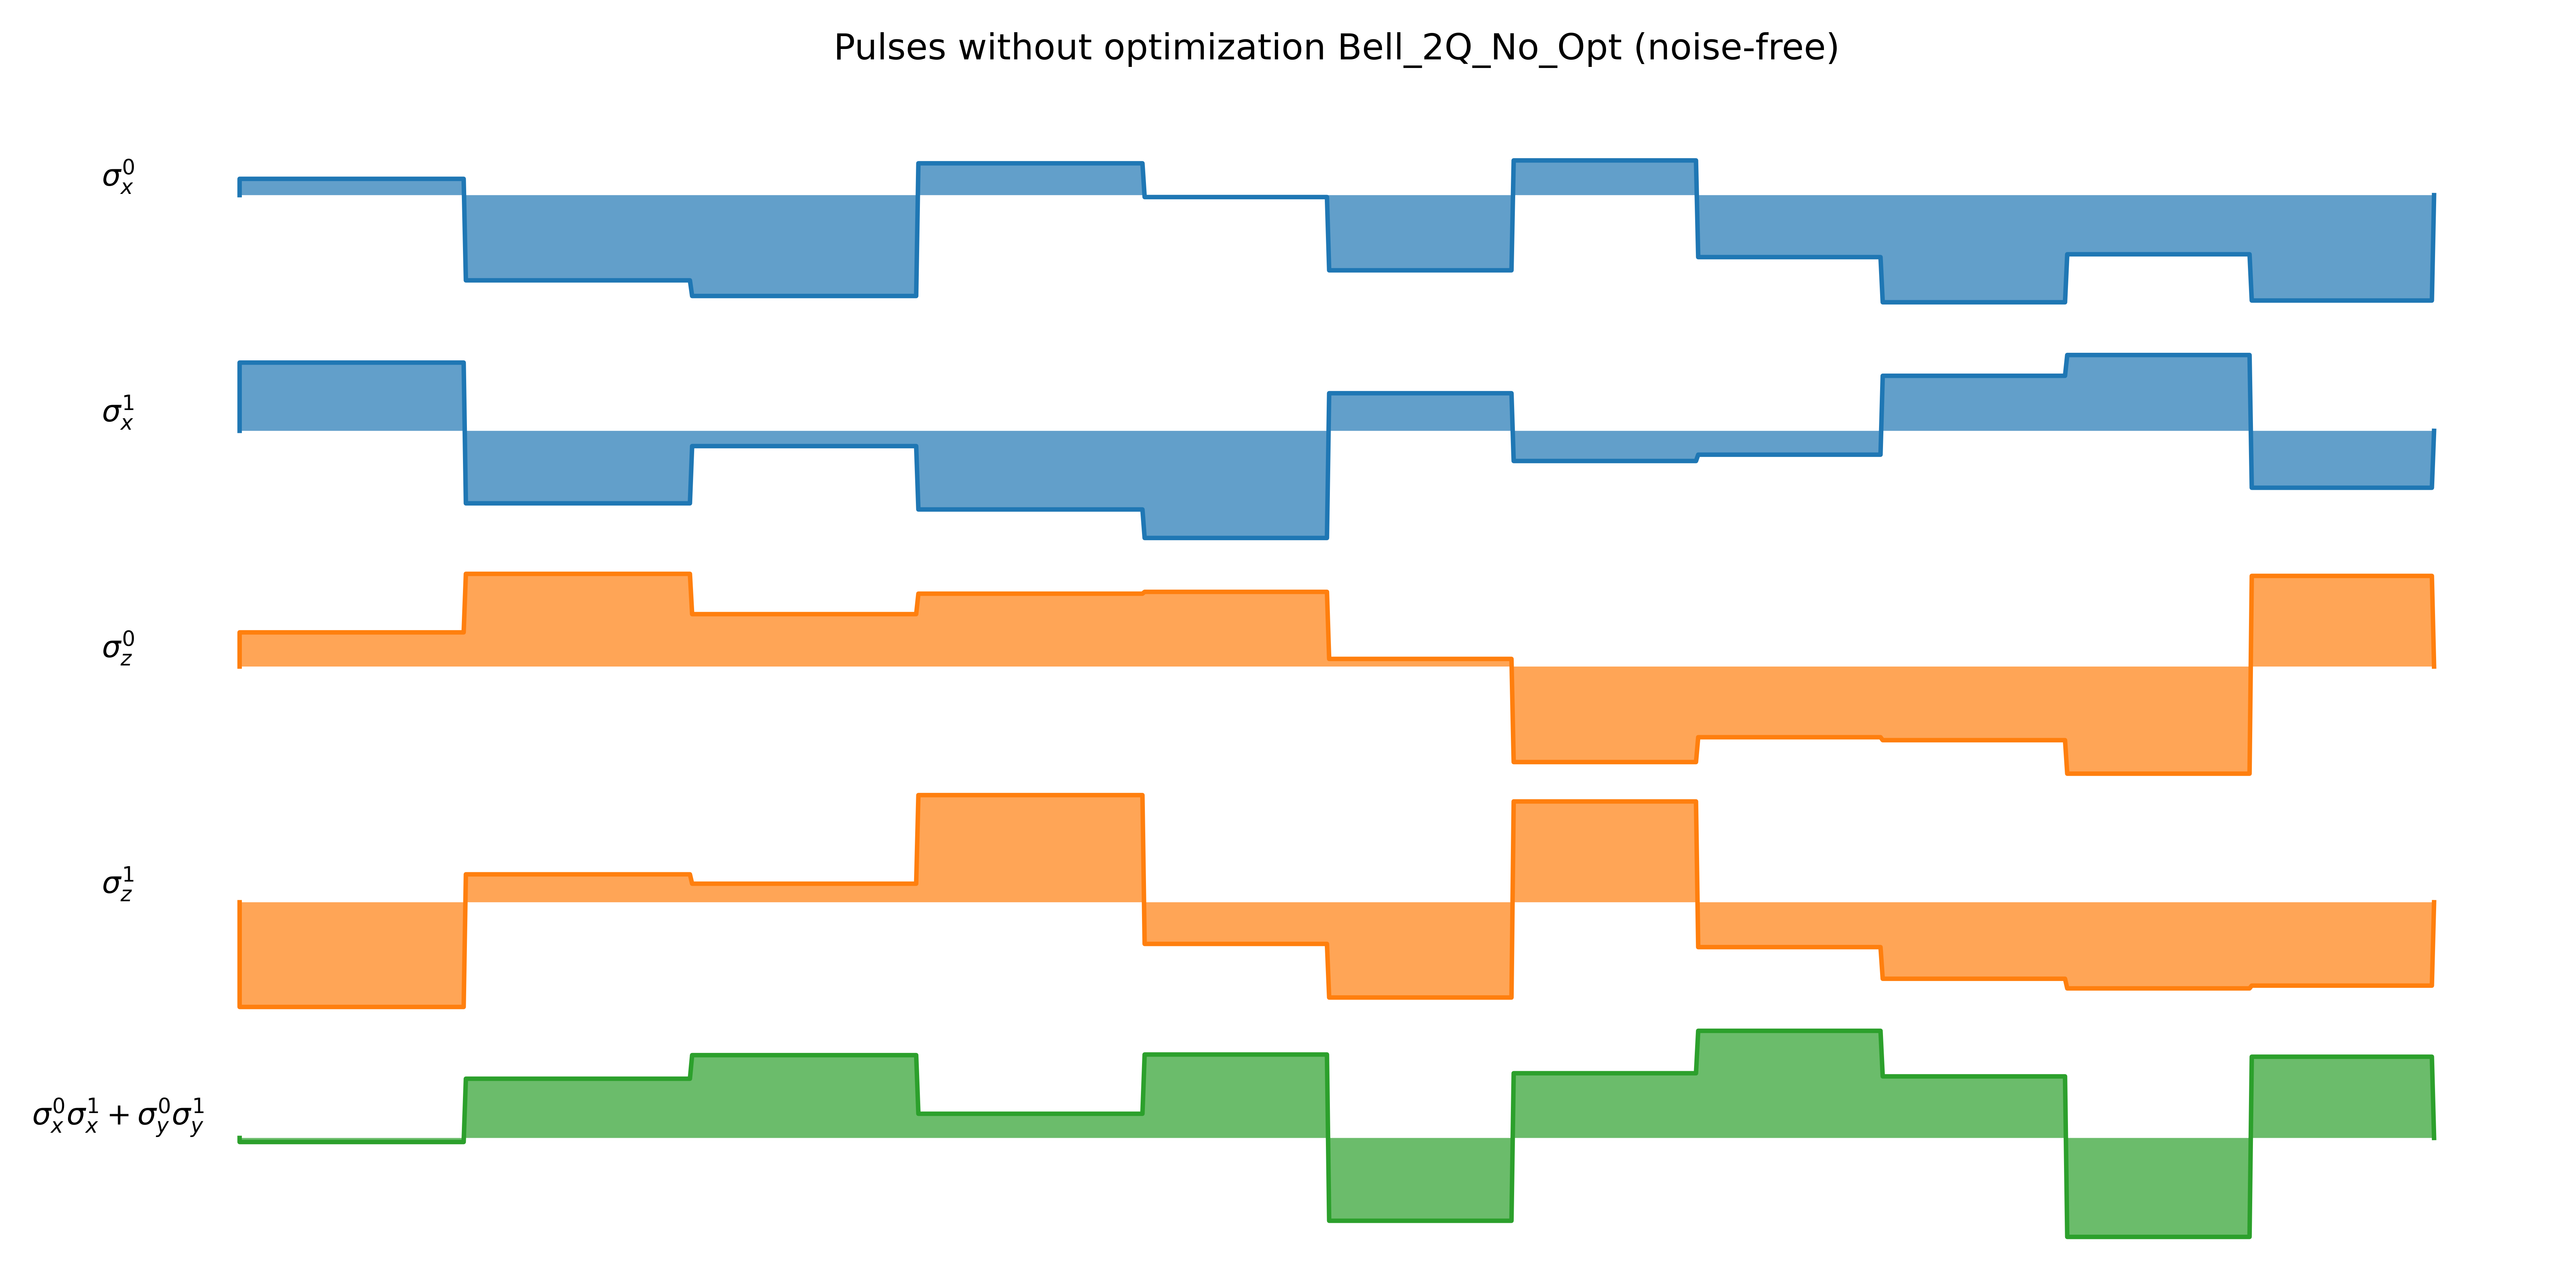 Pulses without optimization Bell_2Q_No_Opt (noise-free)
σ_x^0
σ_x^1
σ_z^0
σ_z^1
σ_x^0σ_x^1 + σ_y^0σ_y^1